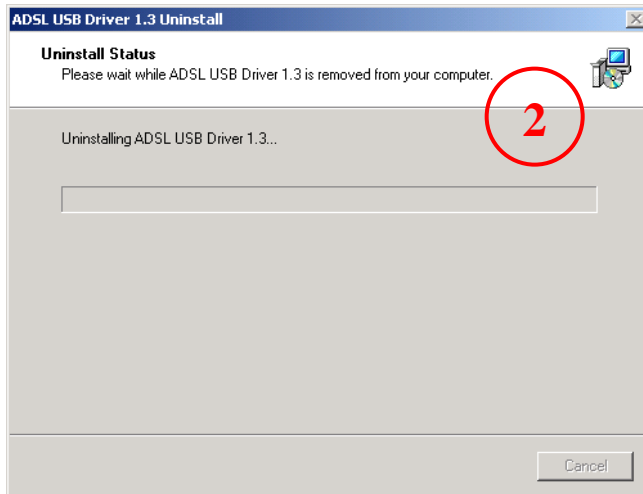 ADSL USB Driver 1.3 Uninstall
Uninstall Status
Please wait while ADSL USB Driver 1.3 is removed from your computer.
2
Uninstalling ADSL USB Driver 1.3...
Cancel